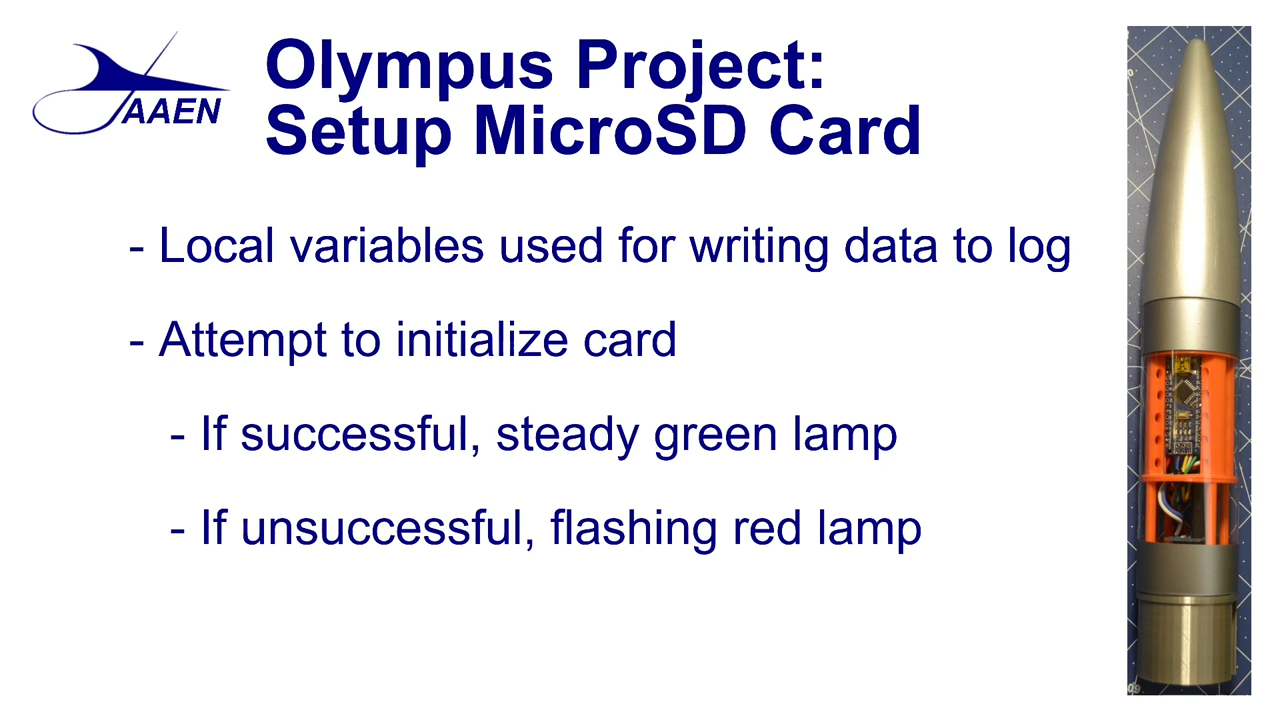 AAEN
Olympus Project:
Setup MicroSD Card
- Local variables used for writing data to log
- Attempt to initialize card
- If successful, steady green lamp
- If unsuccessful, flashing red lamp